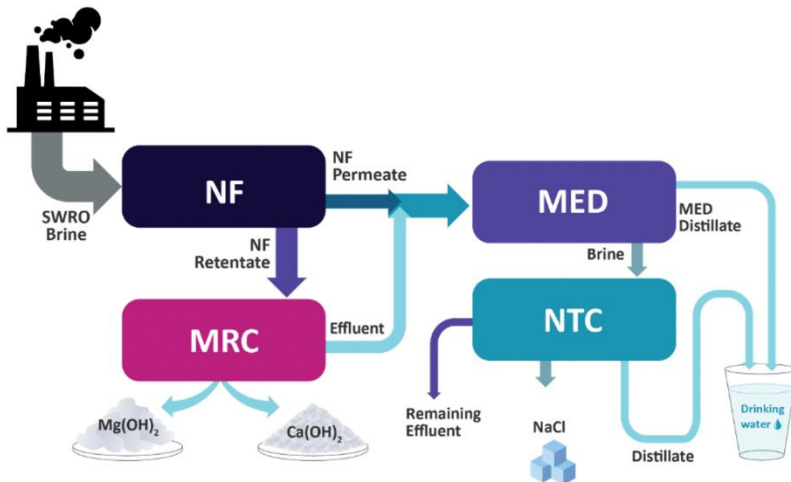 SWRO
Brine
NF
NF
Permeate
NF
Retentate
MRC
Effluent
Mg(OH)₂
Ca(OH)₂
MED
MED
Distillate
Brine
NTC
Remaining
Effluent
NaCl
Distillate
Drinking
water